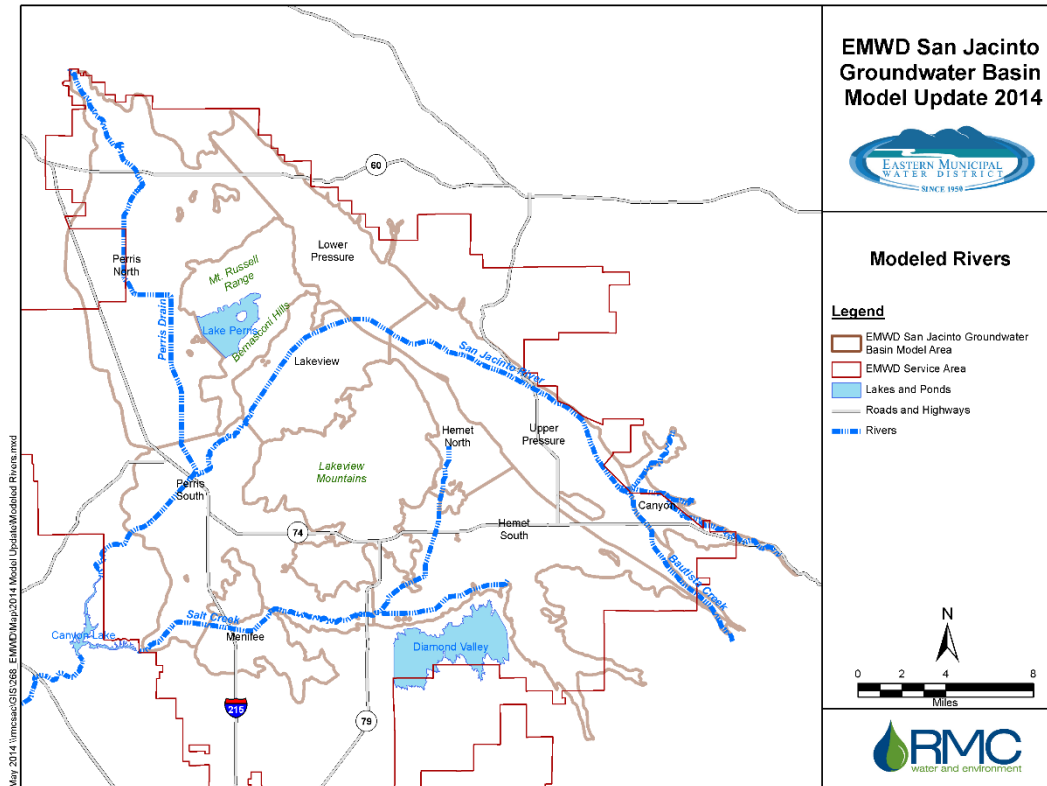 EMWD San Jacinto
Groundwater Basin
Model Update 2014
EASTERN MUNICIPAL
WATER DISTRICT
SINCE 1950
Modeled Rivers
Legend
EMWD San Jacinto Groundwater
Basin Model Area
EMWD Service Area
Lakes and Ponds
Roads and Highways
Rivers
N
0 2 4 8
Miles
RMC
water and environment
60
Lower
Pressure
Perris
North
Mt. Russell
Range
Lake Perris
Bernasconi Hills
Perris Drain
Lakeview
San Jacinto River
Hemet
North
Upper
Pressure
Lakeview
Mountains
Perris
South
Canyon
74
Hemet
South
Bautista Creek
Salt Creek
Menifee
Canyon Lake
Diamond Valley
215
79
May 2014 \\rmcsac\GIS\268_EMWD\Map\2014 Model Update\Modeled Rivers.mxd